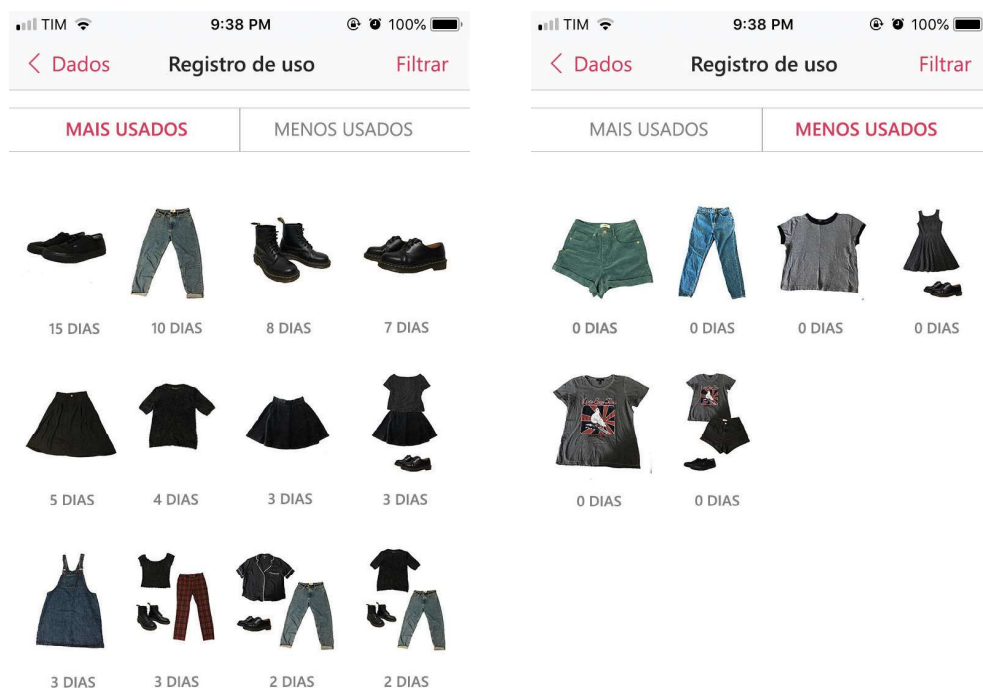 TIM 9:38 PM 100%
Dados Registro de uso Filtrar
MAIS USADOS MENOS USADOS
15 DIAS 10 DIAS 8 DIAS 7 DIAS
5 DIAS 4 DIAS 3 DIAS 3 DIAS
3 DIAS 3 DIAS 2 DIAS 2 DIAS
TIM 9:38 PM 100%
Dados Registro de uso Filtrar
MAIS USADOS MENOS USADOS
0 DIAS 0 DIAS 0 DIAS 0 DIAS
0 DIAS 0 DIAS